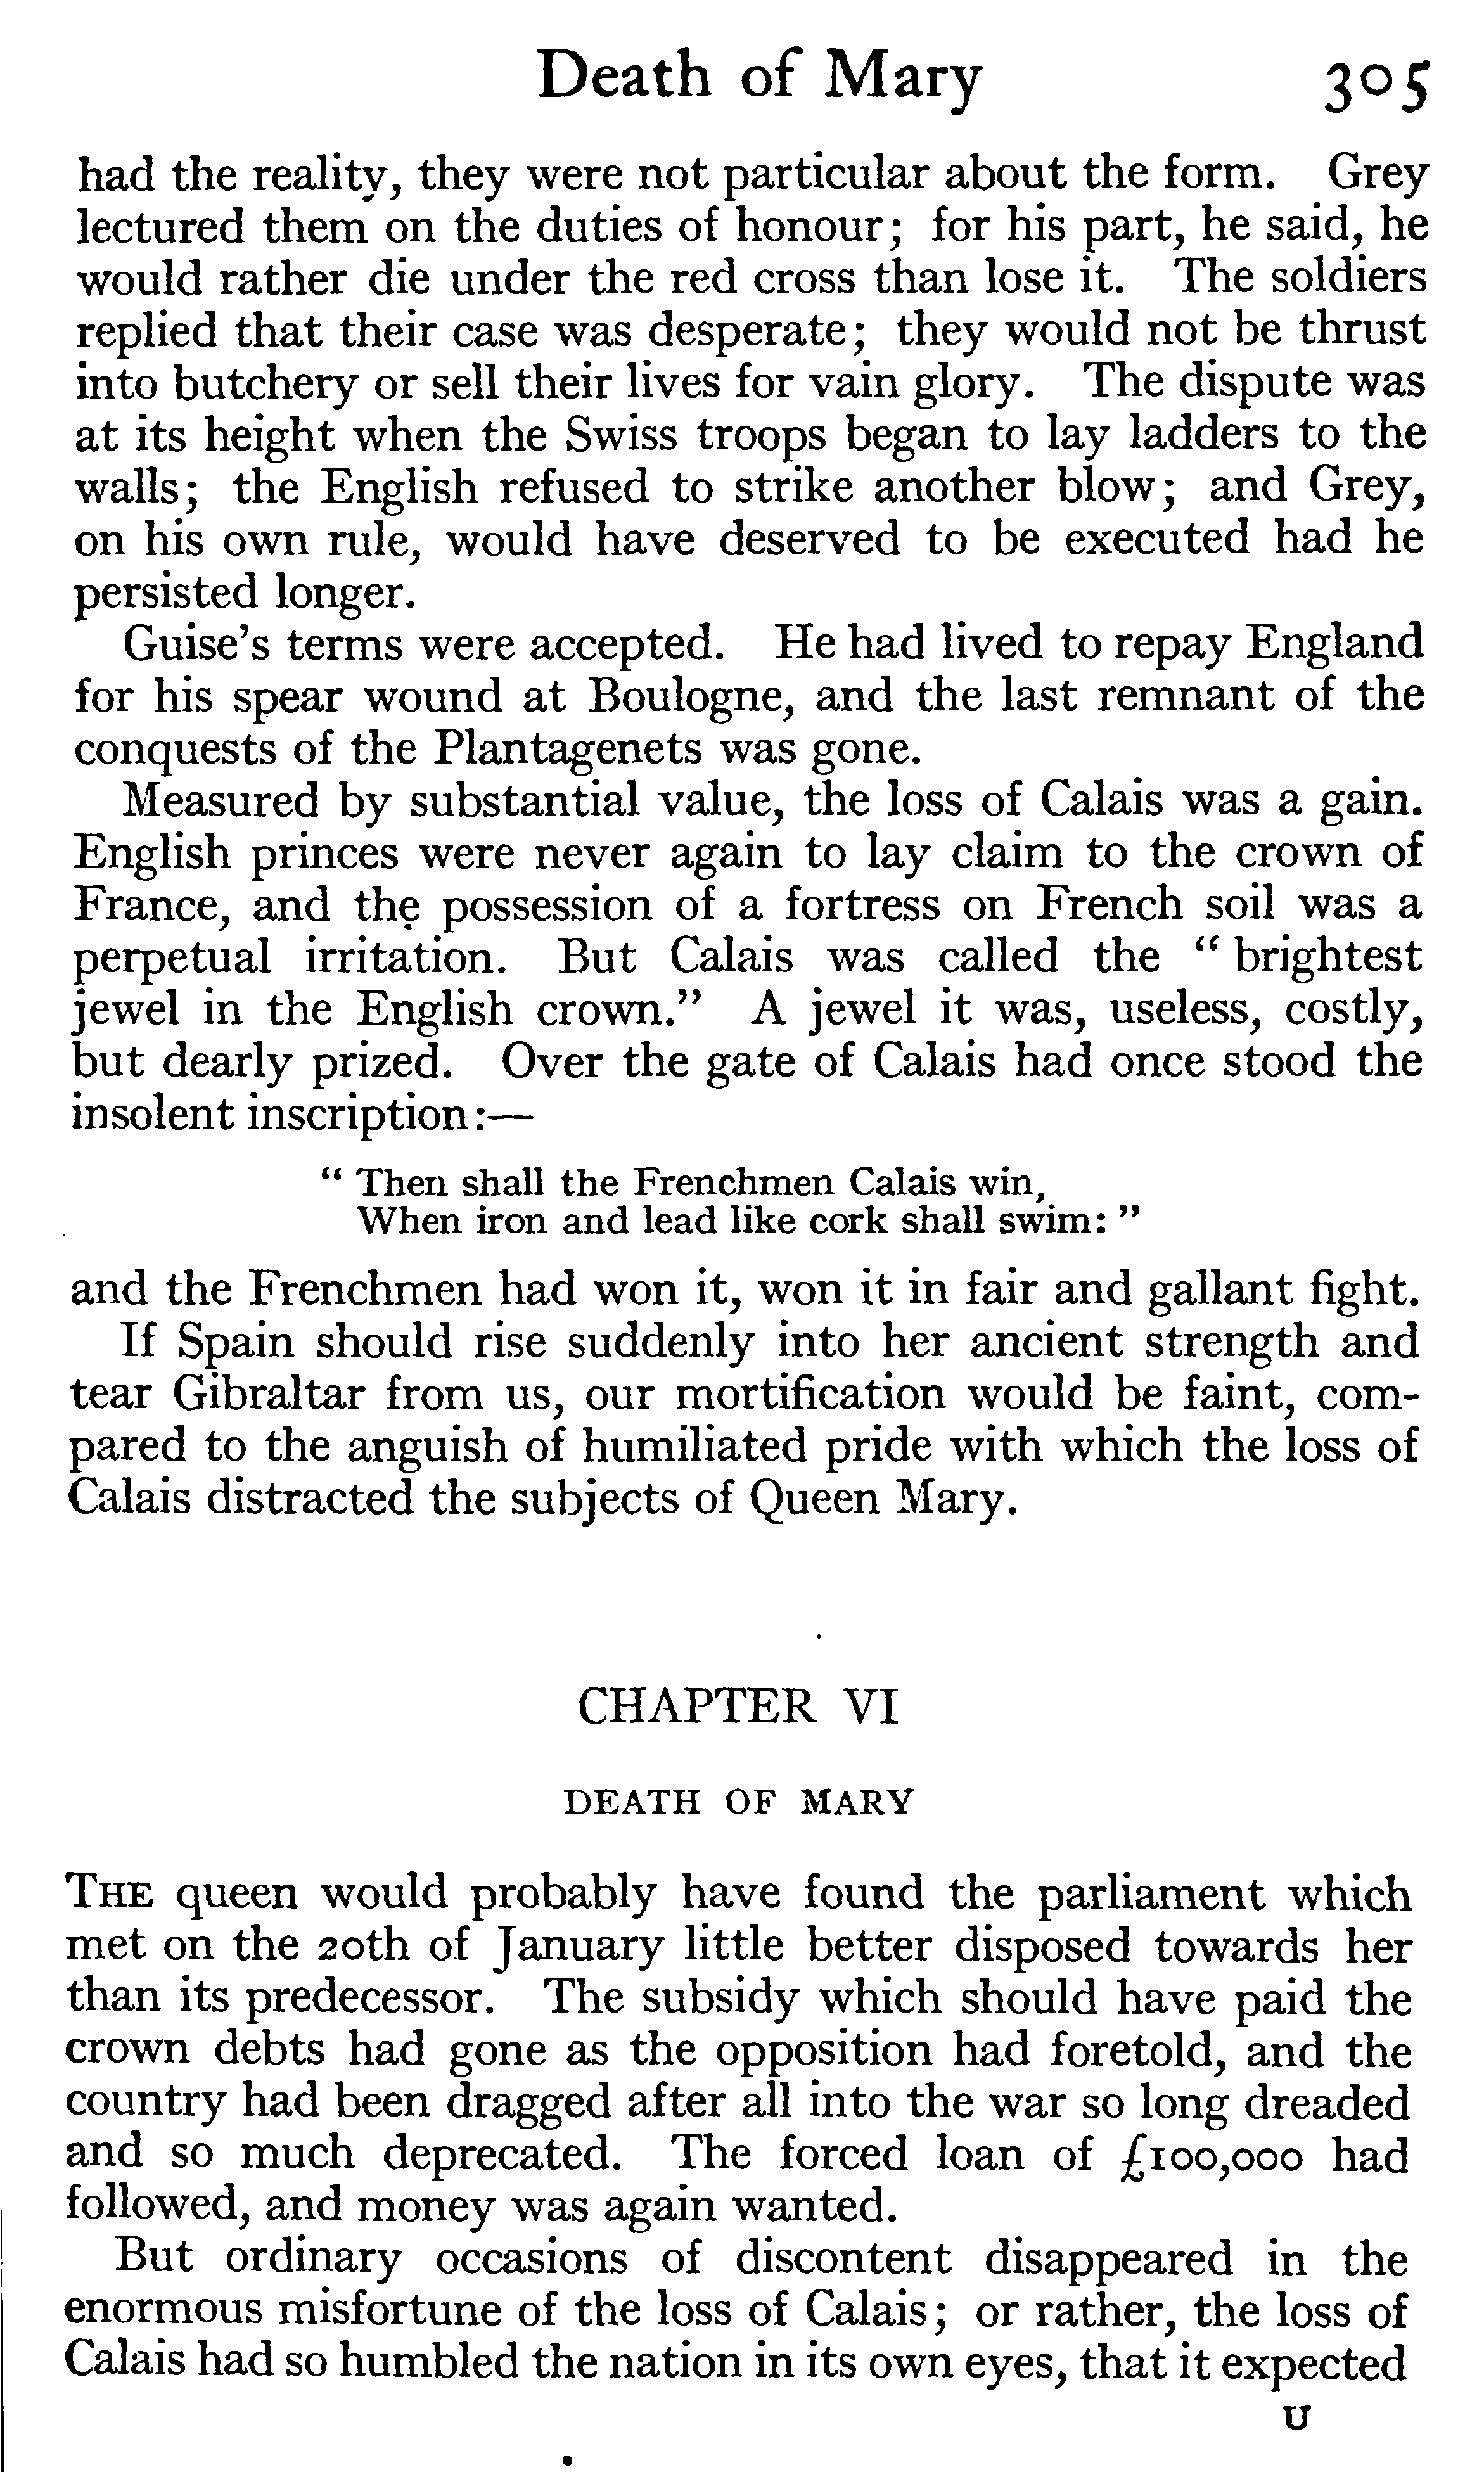 Death of Mary 305
had the reality, they were not particular about the form. Grey
lectured them on the duties of honour; for his part, he said, he
would rather die under the red cross than lose it. The soldiers
replied that their case was desperate; they would not be thrust
into butchery or sell their lives for vain glory. The dispute was
at its height when the Swiss troops began to lay ladders to the
walls; the English refused to strike another blow; and Grey,
on his own rule, would have deserved to be executed had he
persisted longer.
Guise's terms were accepted. He had lived to repay England
for his spear wound at Boulogne, and the last remnant of the
conquests of the Plantagenets was gone.
Measured by substantial value, the loss of Calais was a gain.
English princes were never again to lay claim to the crown of
France, and the possession of a fortress on French soil was a
perpetual irritation. But Calais was called the “ brightest
jewel in the English crown.” A jewel it was, useless, costly,
but dearly prized. Over the gate of Calais had once stood the
insolent inscription:—
“ Then shall the Frenchmen Calais win,
When iron and lead like cork shall swim: ”
and the Frenchmen had won it, won it in fair and gallant fight.
If Spain should rise suddenly into her ancient strength and
tear Gibraltar from us, our mortification would be faint, com-
pared to the anguish of humiliated pride with which the loss of
Calais distracted the subjects of Queen Mary.
CHAPTER VI
DEATH OF MARY
THE queen would probably have found the parliament which
met on the 20th of January little better disposed towards her
than its predecessor. The subsidy which should have paid the
crown debts had gone as the opposition had foretold, and the
country had been dragged after all into the war so long dreaded
and so much deprecated. The forced loan of £100,000 had
followed, and money was again wanted.
But ordinary occasions of discontent disappeared in the
enormous misfortune of the loss of Calais; or rather, the loss of
Calais had so humbled the nation in its own eyes, that it expected
U